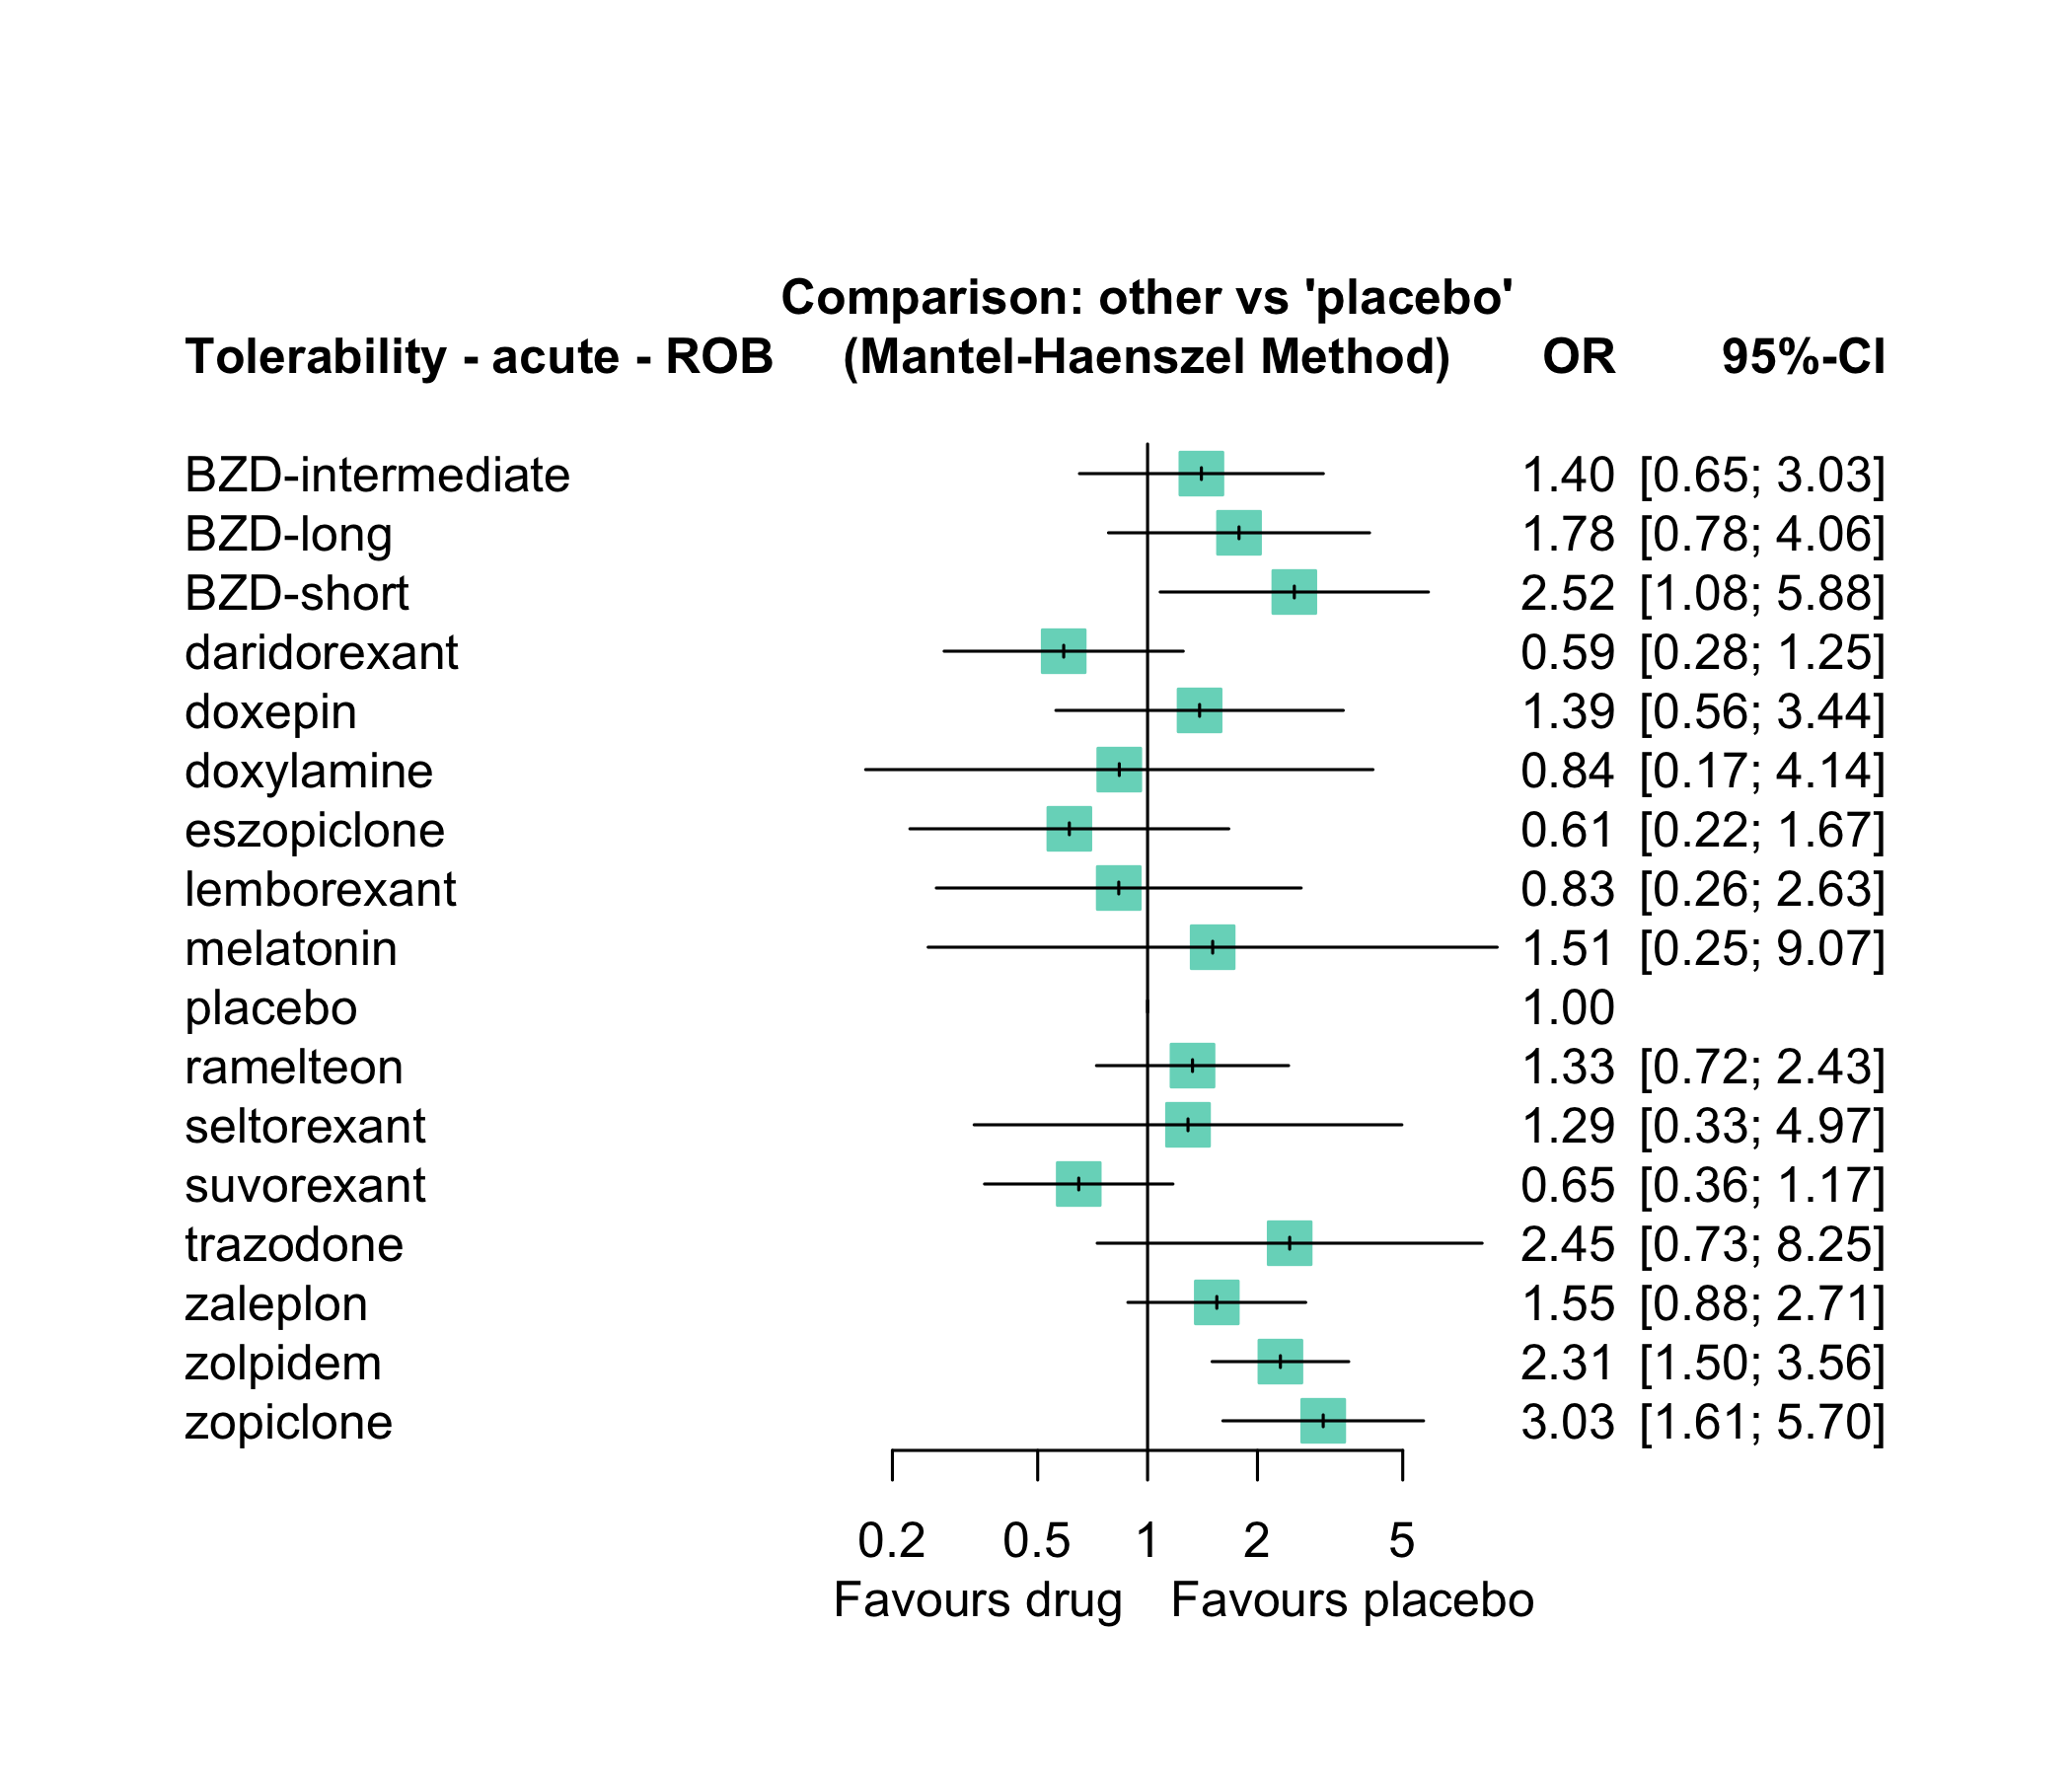 Comparison: other vs 'placebo'
Tolerability - acute - ROB (Mantel-Haenszel Method) OR 95%-CI
BZD-intermediate 1.40 [0.65; 3.03]
BZD-long 1.78 [0.78; 4.06]
BZD-short 2.52 [1.08; 5.88]
daridorexant 0.59 [0.28; 1.25]
doxepin 1.39 [0.56; 3.44]
doxylamine 0.84 [0.17; 4.14]
eszopiclone 0.61 [0.22; 1.67]
lemborexant 0.83 [0.26; 2.63]
melatonin 1.51 [0.25; 9.07]
placebo 1.00
ramelteon 1.33 [0.72; 2.43]
seltorexant 1.29 [0.33; 4.97]
suvorexant 0.65 [0.36; 1.17]
trazodone 2.45 [0.73; 8.25]
zaleplon 1.55 [0.88; 2.71]
zolpidem 2.31 [1.50; 3.56]
zopiclone 3.03 [1.61; 5.70]
0.2 0.5 1 2 5
Favours drug Favours placebo